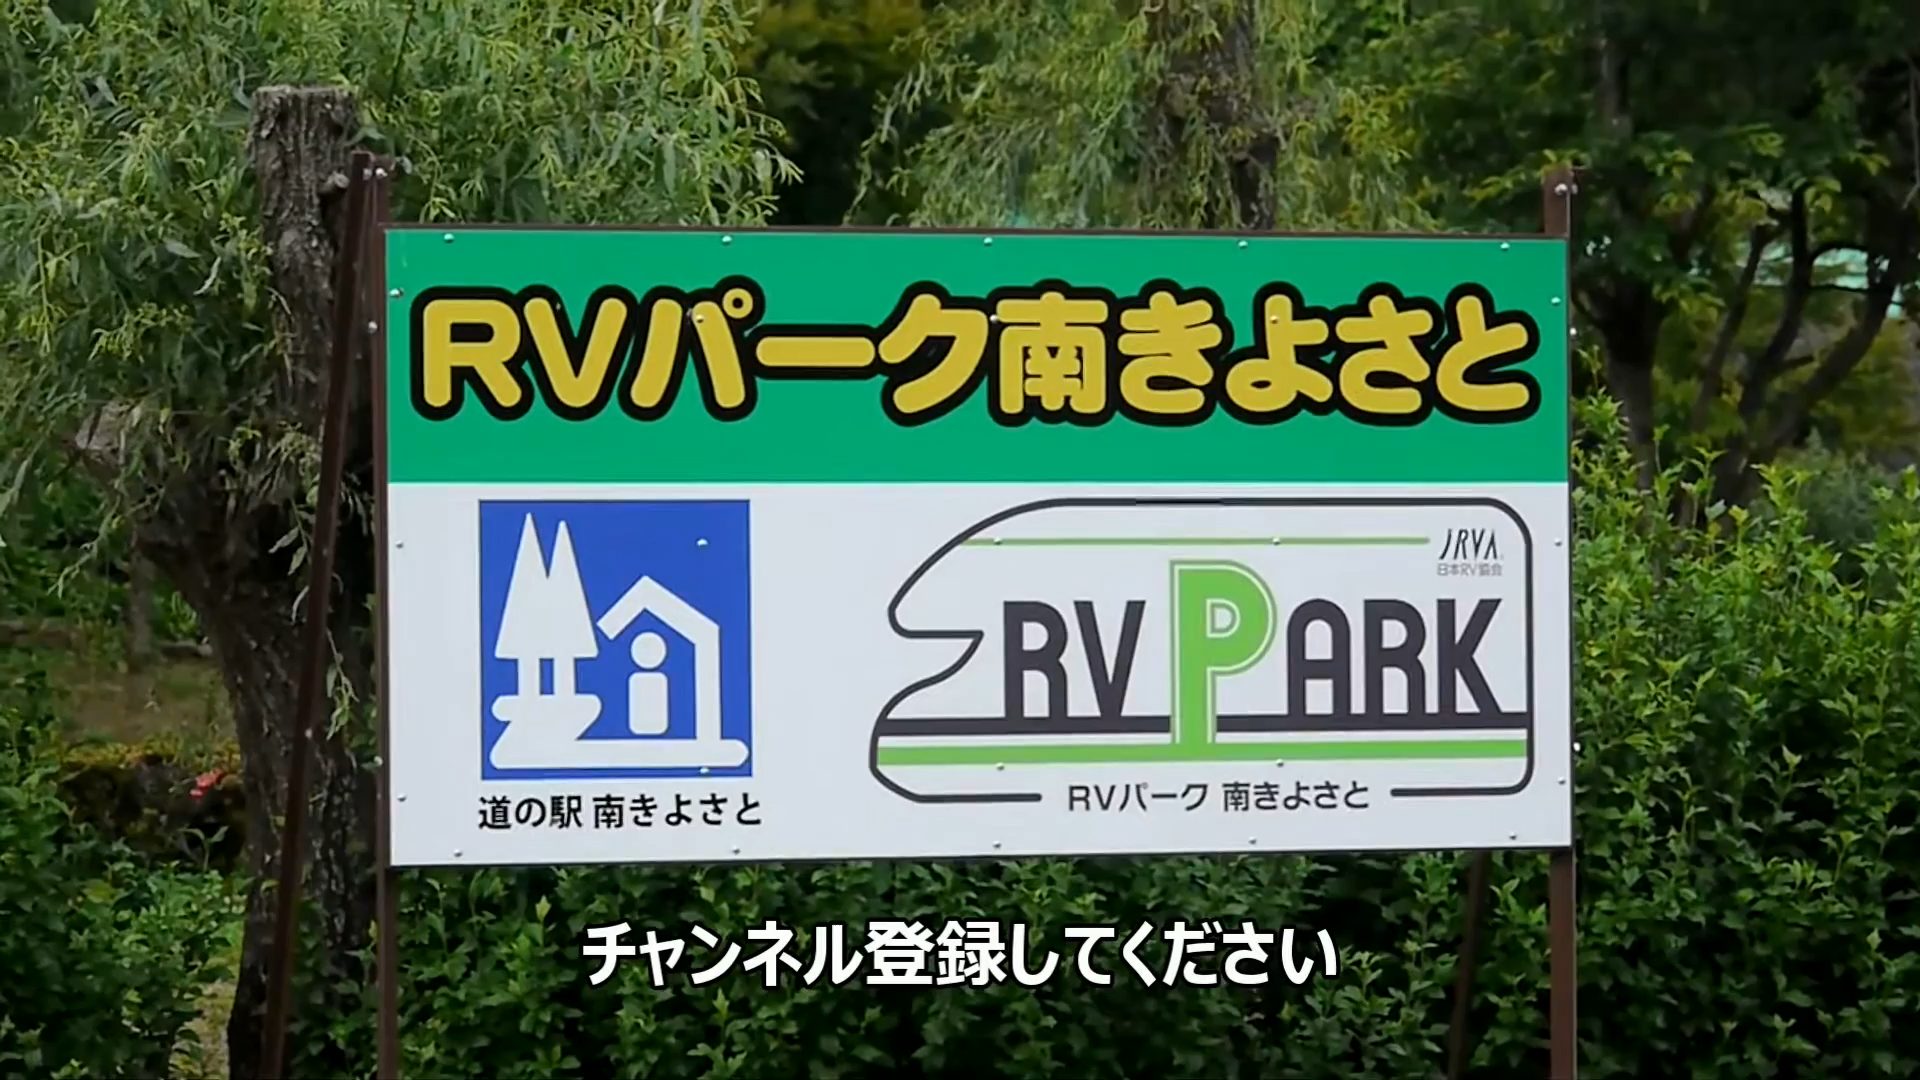 RVパーク南きよさと
JRVA
日本RV協会
RV PARK
道の駅 南きよさと
RVパーク 南きよさと
チャンネル登録してください